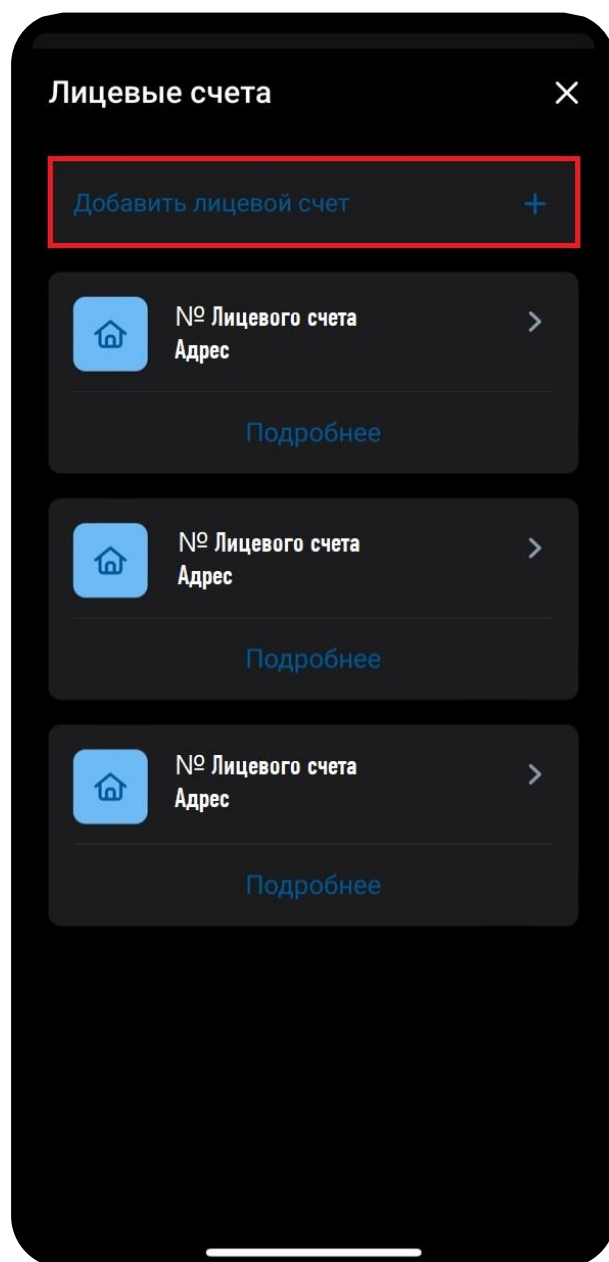 Лицевые счета
Добавить лицевой счет
№ Лицевого счета
Адрес
Подробнее
№ Лицевого счета
Адрес
Подробнее
№ Лицевого счета
Адрес
Подробнее